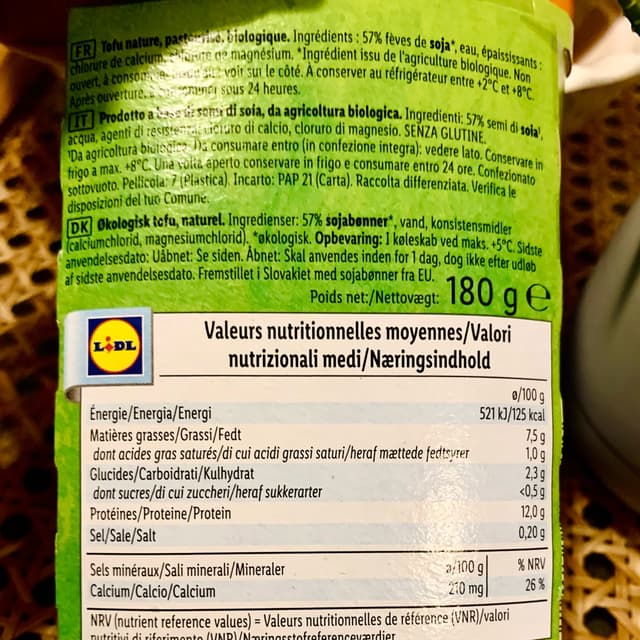 FR Tofu nature, pasteurisé, biologique. Ingrédients : 57% fèves de soja*, eau, épaississants :
chlorure de calcium, chlorure de magnésium. *Ingrédient issu de l'agriculture biologique. Non
ouvert, à consommer voir sur le côté. À conserver au réfrigérateur entre +2°C et +8°C.
Après ouverture, à consommer sous 24 heures.
IT Prodotto a base di semi di soia, da agricoltura biologica. Ingredienti: 57% semi di soia¹,
acqua, agenti di resistenza: cloruro di calcio, cloruro di magnesio. SENZA GLUTINE.
¹Da agricoltura biologica. Da consumare entro (in confezione integra): vedere lato. Conservare in
frigo a max. +8°C. Una volta aperto conservare in frigo e consumare entro 24 ore. Confezionato
sottovuoto. Pellicola: 7 (Plastica). Incarto: PAP 21 (Carta). Raccolta differenziata. Verifica le
disposizioni del tuo Comune.
DK Økologisk tofu, naturel. Ingredienser: 57% sojabønner*, vand, konsistensmidler
(calciumchlorid, magnesiumchlorid). *økologisk. Opbevaring: I køleskab ved maks. +5°C. Sidste
anvendelsesdato: Uåbnet: Se siden. Åbnet: Skal anvendes inden for 1 dag, dog ikke efter udløb
af sidste anvendelsesdato. Fremstillet i Slovakiet med sojabønner fra EU.
Poids net:/Nettovægt: 180 g e
LIDL
Valeurs nutritionnelles moyennes/Valori
nutrizionali medi/Næringsindhold
ø/100 g
Énergie/Energia/Energi 521 kJ/125 kcal
Matières grasses/Grassi/Fedt 7,5 g
dont acides gras saturés/di cui acidi grassi saturi/heraf mættede fedtsyrer 1,0 g
Glucides/Carboidrati/Kulhydrat 2,3 g
dont sucres/di cui zuccheri/heraf sukkerarter <0,5 g
Protéines/Proteine/Protein 12,0 g
Sel/Sale/Salt 0,20 g
Sels minéraux/Sali minerali/Mineraler ø/100 g % NRV
Calcium/Calcio/Calcium 210 mg 26 %
NRV (nutrient reference values) = Valeurs nutritionnelles de référence (VNR)/valori
nutritivi di riferimento (VNR)/Næringsstofreferenceværdier